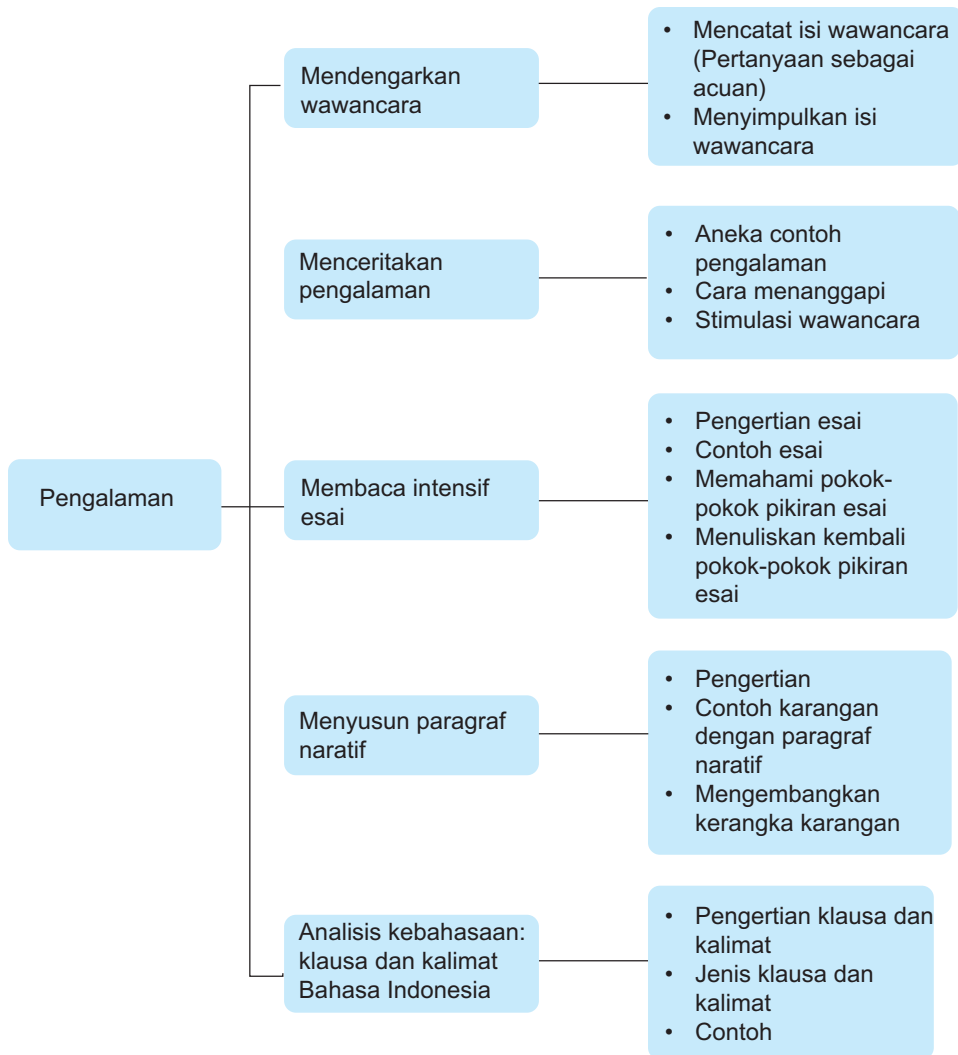 Pengalaman
Mendengarkan
wawancara
• Mencatat isi wawancara
(Pertanyaan sebagai
acuan)
• Menyimpulkan isi
wawancara
Menceritakan
pengalaman
• Aneka contoh
pengalaman
• Cara menanggapi
• Stimulasi wawancara
Membaca intensif
esai
• Pengertian esai
• Contoh esai
• Memahami pokok-
pokok pikiran esai
• Menuliskan kembali
pokok-pokok pikiran
esai
Menyusun paragraf
naratif
• Pengertian
• Contoh karangan
dengan paragraf
naratif
• Mengembangkan
kerangka karangan
Analisis kebahasaan:
klausa dan kalimat
Bahasa Indonesia
• Pengertian klausa dan
kalimat
• Jenis klausa dan
kalimat
• Contoh